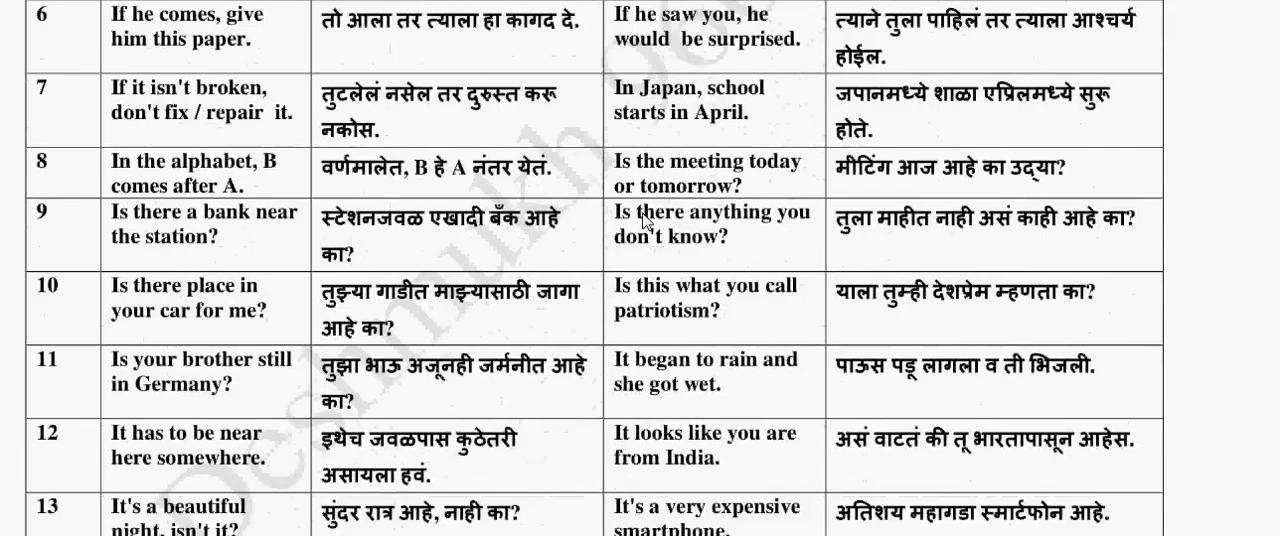 6 If he comes, give तो आला तर त्याला हा कागद दे. If he saw you, he त्याने तुला पाहिलं तर त्याला आश्चर्य
him this paper. would be surprised. होईल.
7 If it isn't broken, तुटलेलं नसेल तर दुरुस्त करू In Japan, school जपानमध्ये शाळा एप्रिलमध्ये सुरू
don't fix / repair it. नकोस. starts in April. होते.
8 In the alphabet, B वर्णमालेत, B हे A नंतर येतं. Is the meeting today मीटिंग आज आहे का उद्या?
comes after A. or tomorrow?
9 Is there a bank near स्टेशनजवळ एखादी बँक आहे Is there anything you तुला माहीत नाही असं काही आहे का?
the station? का? don't know?
10 Is there place in तुझ्या गाडीत माझ्यासाठी जागा Is this what you call याला तुम्ही देशप्रेम म्हणता का?
your car for me? आहे का? patriotism?
11 Is your brother still तुझा भाऊ अजूनही जर्मनीत आहे It began to rain and पाऊस पडू लागला व ती भिजली.
in Germany? का? she got wet.
12 It has to be near इथेच जवळपास कुठेतरी It looks like you are असं वाटतं की तू भारतापासून आहेस.
here somewhere. असायला हवं. from India.
13 It's a beautiful सुंदर रात्र आहे, नाही का? It's a very expensive अतिशय महागडा स्मार्टफोन आहे.
night, isn't it? smartphone.
Deshmukh